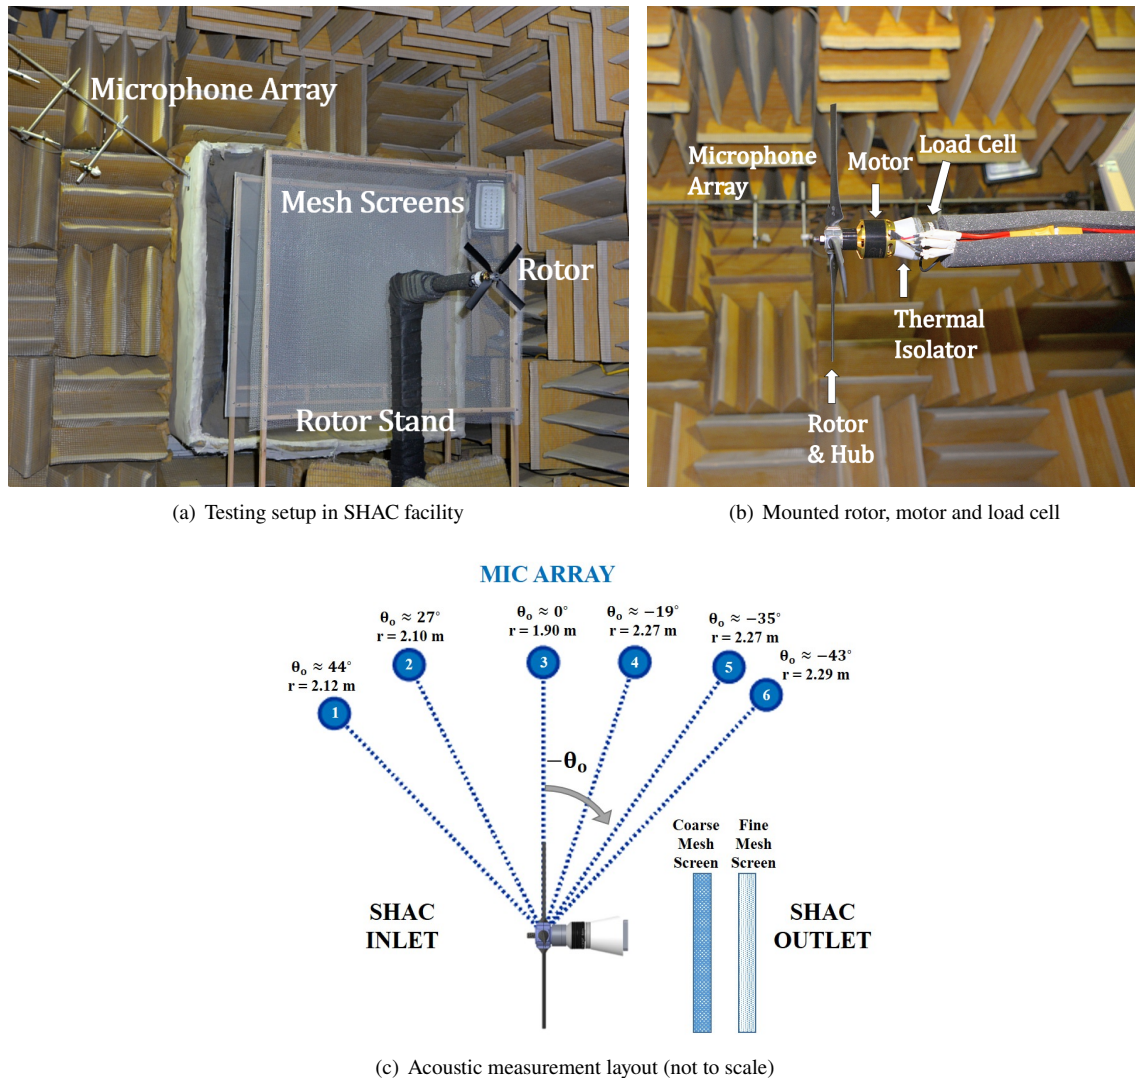 Microphone Array
Mesh Screens
Rotor
Rotor Stand
(a) Testing setup in SHAC facility
Microphone
Array
Motor
Load Cell
Thermal
Isolator
Rotor
& Hub
(b) Mounted rotor, motor and load cell
MIC ARRAY
θₒ ≈ 44°
r = 2.12 m
1
θₒ ≈ 27°
r = 2.10 m
2
θₒ ≈ 0°
r = 1.90 m
3
θₒ ≈ −19°
r = 2.27 m
4
θₒ ≈ −35°
r = 2.27 m
5
θₒ ≈ −43°
r = 2.29 m
6
−θₒ
Coarse
Mesh
Screen
Fine
Mesh
Screen
SHAC
INLET
SHAC
OUTLET
(c) Acoustic measurement layout (not to scale)